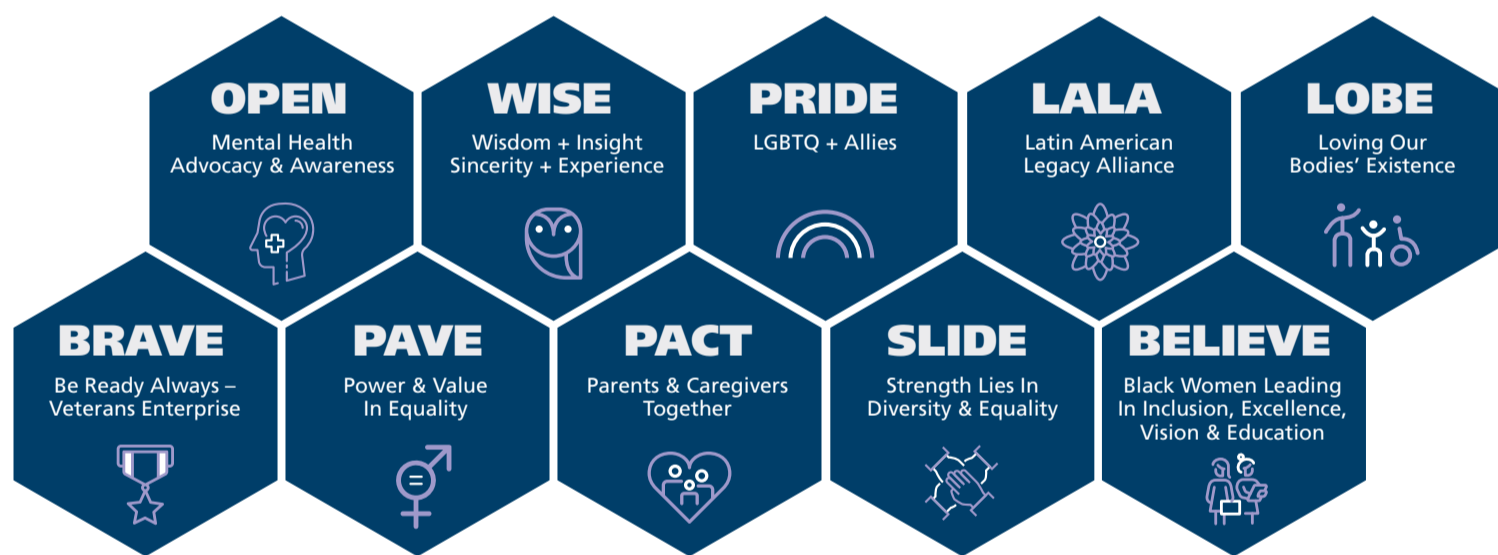 OPEN
Mental Health
Advocacy & Awareness
WISE
Wisdom + Insight
Sincerity + Experience
PRIDE
LGBTQ + Allies
LALA
Latin American
Legacy Alliance
LOBE
Loving Our
Bodies’ Existence
BRAVE
Be Ready Always –
Veterans Enterprise
PAVE
Power & Value
In Equality
PACT
Parents & Caregivers
Together
SLIDE
Strength Lies In
Diversity & Equality
BELIEVE
Black Women Leading
In Inclusion, Excellence,
Vision & Education